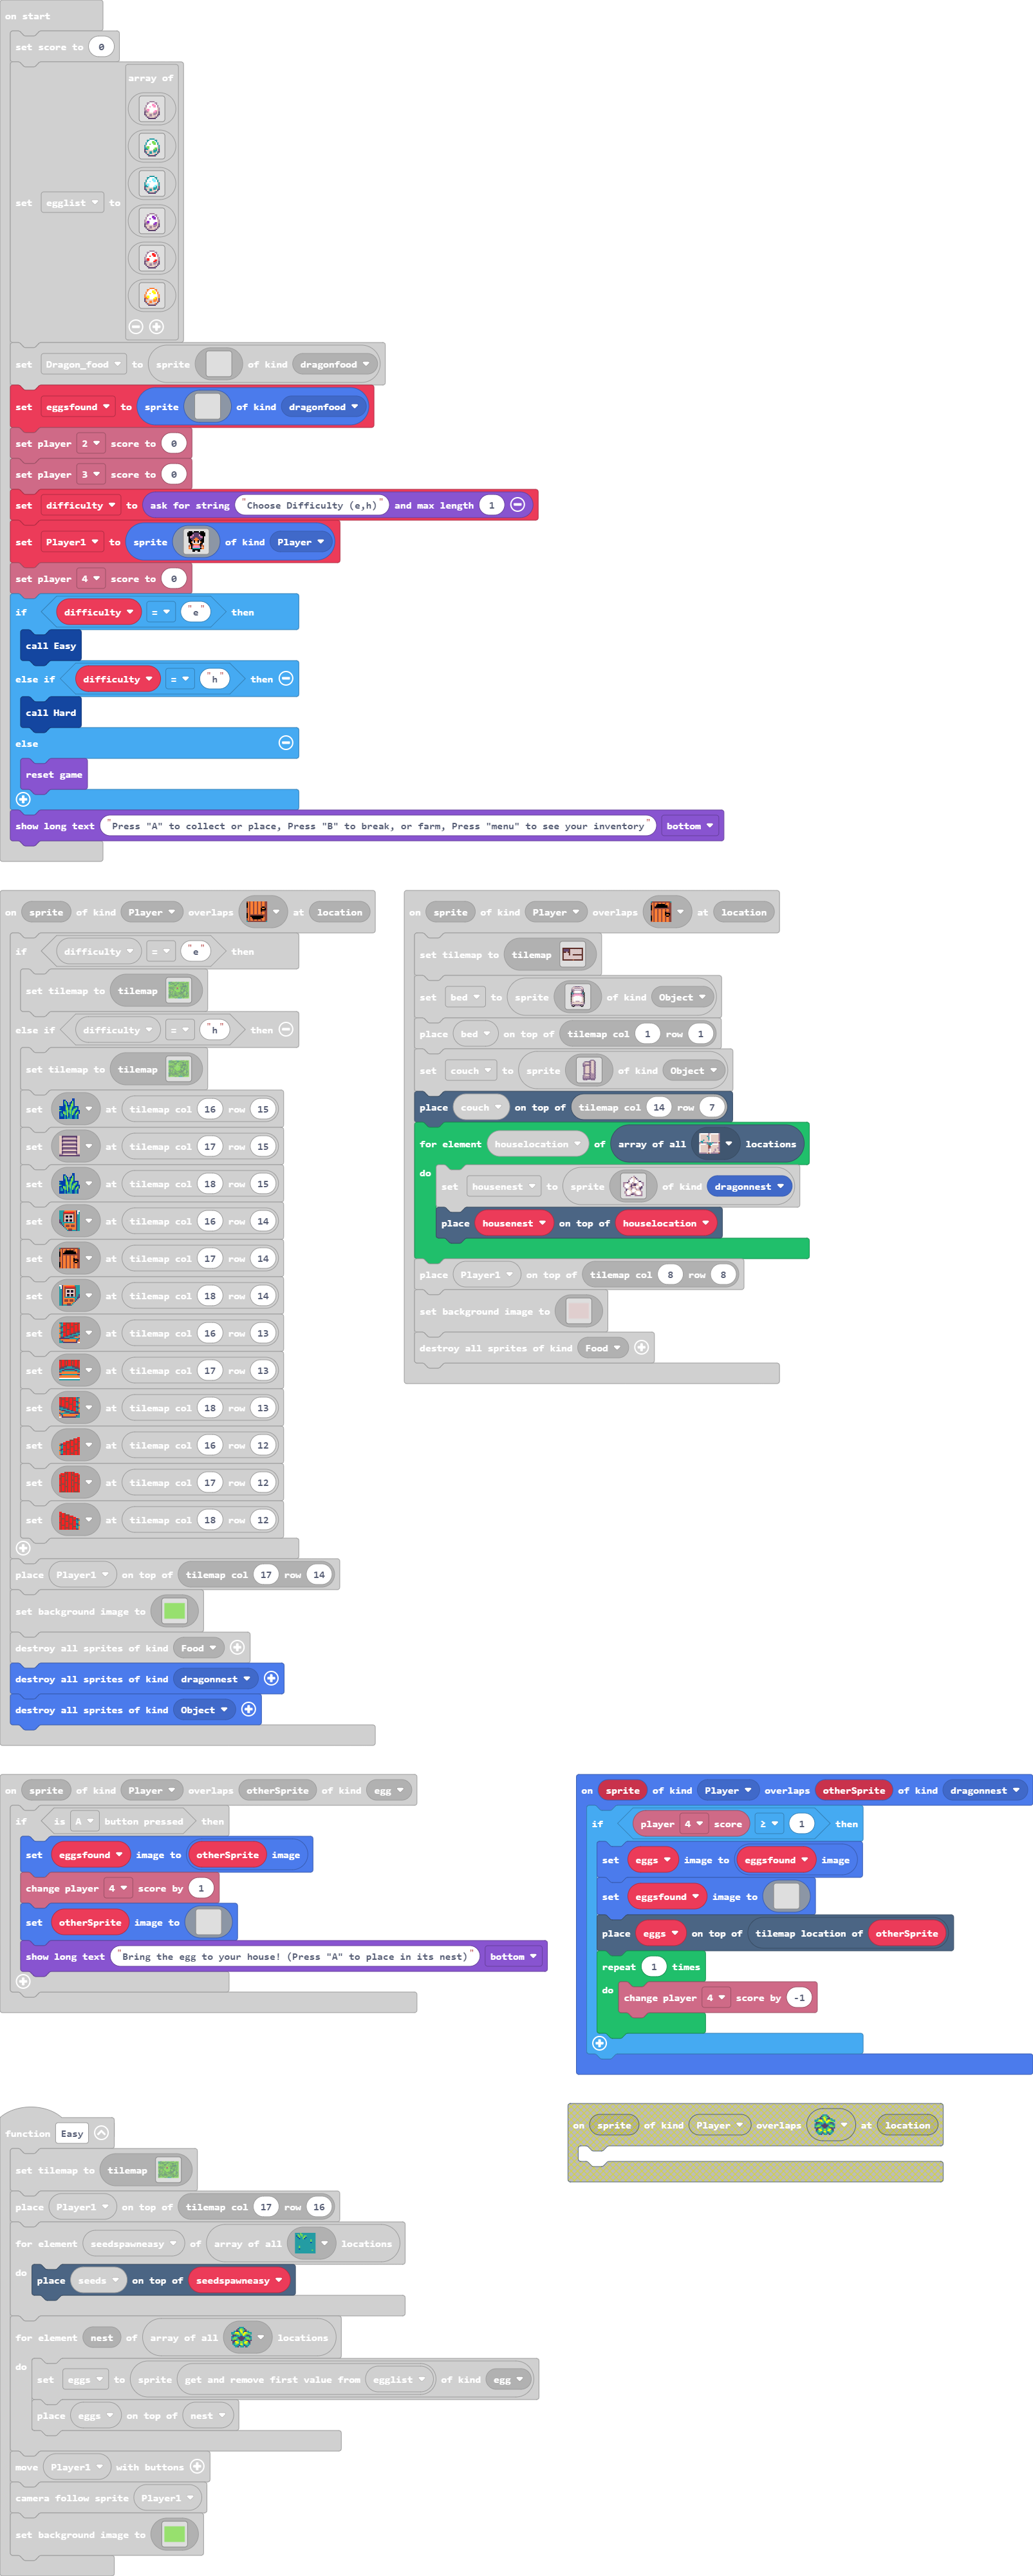 on start
set score to 0
set egglist to array of
set Dragon_food to sprite of kind dragonfood
set eggsfound to sprite of kind dragonfood
set player 2 score to 0
set player 3 score to 0
set difficulty to ask for string "Choose Difficulty (e,h)" and max length 1
set Player1 to sprite of kind Player
set player 4 score to 0
if difficulty = "e" then
call Easy
else if difficulty = "h" then
call Hard
else
reset game
show long text "Press "A" to collect or place, Press "B" to break, or farm, Press "menu" to see your inventory" bottom
on sprite of kind Player overlaps at location
if difficulty = "e" then
set tilemap to tilemap
else if difficulty = "h" then
set tilemap to tilemap
set at tilemap col 16 row 15
set at tilemap col 17 row 15
set at tilemap col 18 row 15
set at tilemap col 16 row 14
set at tilemap col 17 row 14
set at tilemap col 18 row 14
set at tilemap col 16 row 13
set at tilemap col 17 row 13
set at tilemap col 18 row 13
set at tilemap col 16 row 12
set at tilemap col 17 row 12
set at tilemap col 18 row 12
place Player1 on top of tilemap col 17 row 14
set background image to
destroy all sprites of kind Food
destroy all sprites of kind dragonnest
destroy all sprites of kind Object
on sprite of kind Player overlaps at location
set tilemap to tilemap
set bed to sprite of kind Object
place bed on top of tilemap col 1 row 1
set couch to sprite of kind Object
place couch on top of tilemap col 14 row 7
for element houselocation of array of all locations
do
set housenest to sprite of kind dragonnest
place housenest on top of houselocation
place Player1 on top of tilemap col 8 row 8
set background image to
destroy all sprites of kind Food
on sprite of kind Player overlaps otherSprite of kind egg
if is A button pressed then
set eggsfound image to otherSprite image
change player 4 score by 1
set otherSprite image to
show long text "Bring the egg to your house! (Press "A" to place in its nest)" bottom
on sprite of kind Player overlaps otherSprite of kind dragonnest
if player 4 score ≥ 1 then
set eggs image to eggsfound image
set eggsfound image to
place eggs on top of tilemap location of otherSprite
repeat 1 times
do
change player 4 score by -1
function Easy
set tilemap to tilemap
place Player1 on top of tilemap col 17 row 16
for element seedspawneasy of array of all locations
do
place seeds on top of seedspawneasy
for element nest of array of all locations
do
set eggs to sprite get and remove first value from egglist of kind egg
place eggs on top of nest
move Player1 with buttons
camera follow sprite Player1
set background image to
on sprite of kind Player overlaps at location